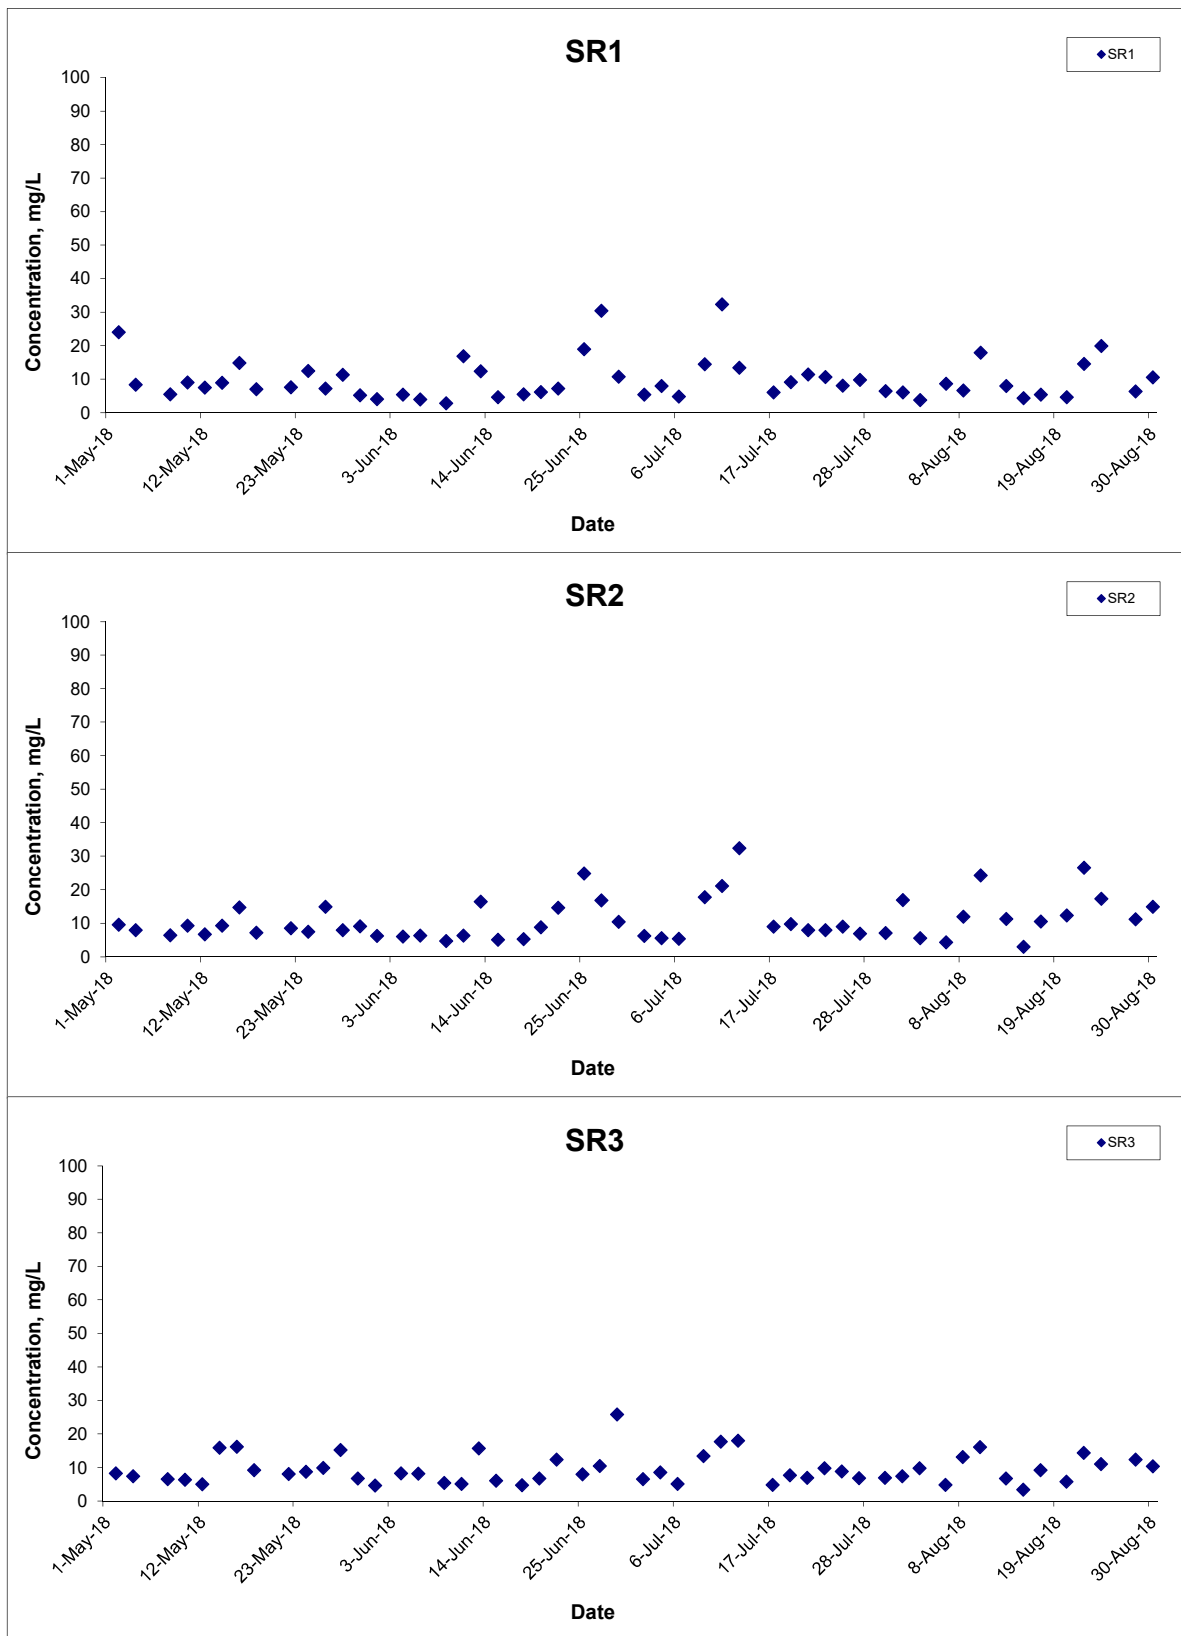 SR1
SR1
100
90
80
70
60
50
40
30
20
10
0
Concentration, mg/L
1-May-18
12-May-18
23-May-18
3-Jun-18
14-Jun-18
25-Jun-18
6-Jul-18
17-Jul-18
28-Jul-18
8-Aug-18
19-Aug-18
30-Aug-18
Date
SR2
SR2
100
90
80
70
60
50
40
30
20
10
0
Concentration, mg/L
1-May-18
12-May-18
23-May-18
3-Jun-18
14-Jun-18
25-Jun-18
6-Jul-18
17-Jul-18
28-Jul-18
8-Aug-18
19-Aug-18
30-Aug-18
Date
SR3
SR3
100
90
80
70
60
50
40
30
20
10
0
Concentration, mg/L
1-May-18
12-May-18
23-May-18
3-Jun-18
14-Jun-18
25-Jun-18
6-Jul-18
17-Jul-18
28-Jul-18
8-Aug-18
19-Aug-18
30-Aug-18
Date